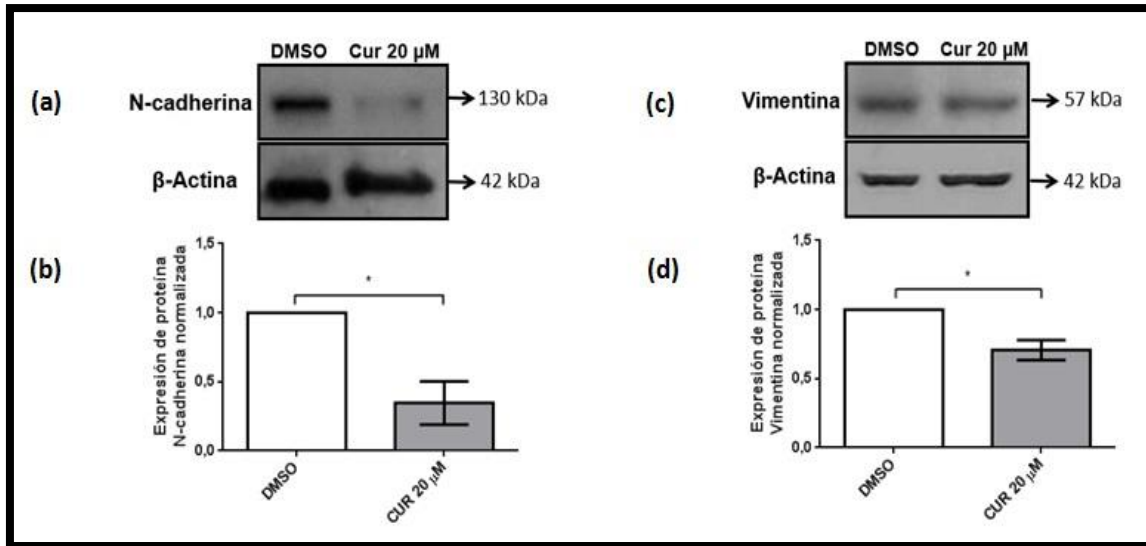 DMSO Cur 20 µM
(a)
N-cadherina
130 kDa
β-Actina
42 kDa
(b)
Expresión de proteína
N-cadherina normalizada
1,5
1,0
0,5
0,0
*
DMSO
CUR 20 µM
DMSO Cur 20 µM
(c)
Vimentina
57 kDa
β-Actina
42 kDa
(d)
Expresión de proteína
Vimentina normalizada
1,5
1,0
0,5
0,0
*
DMSO
CUR 20 µM